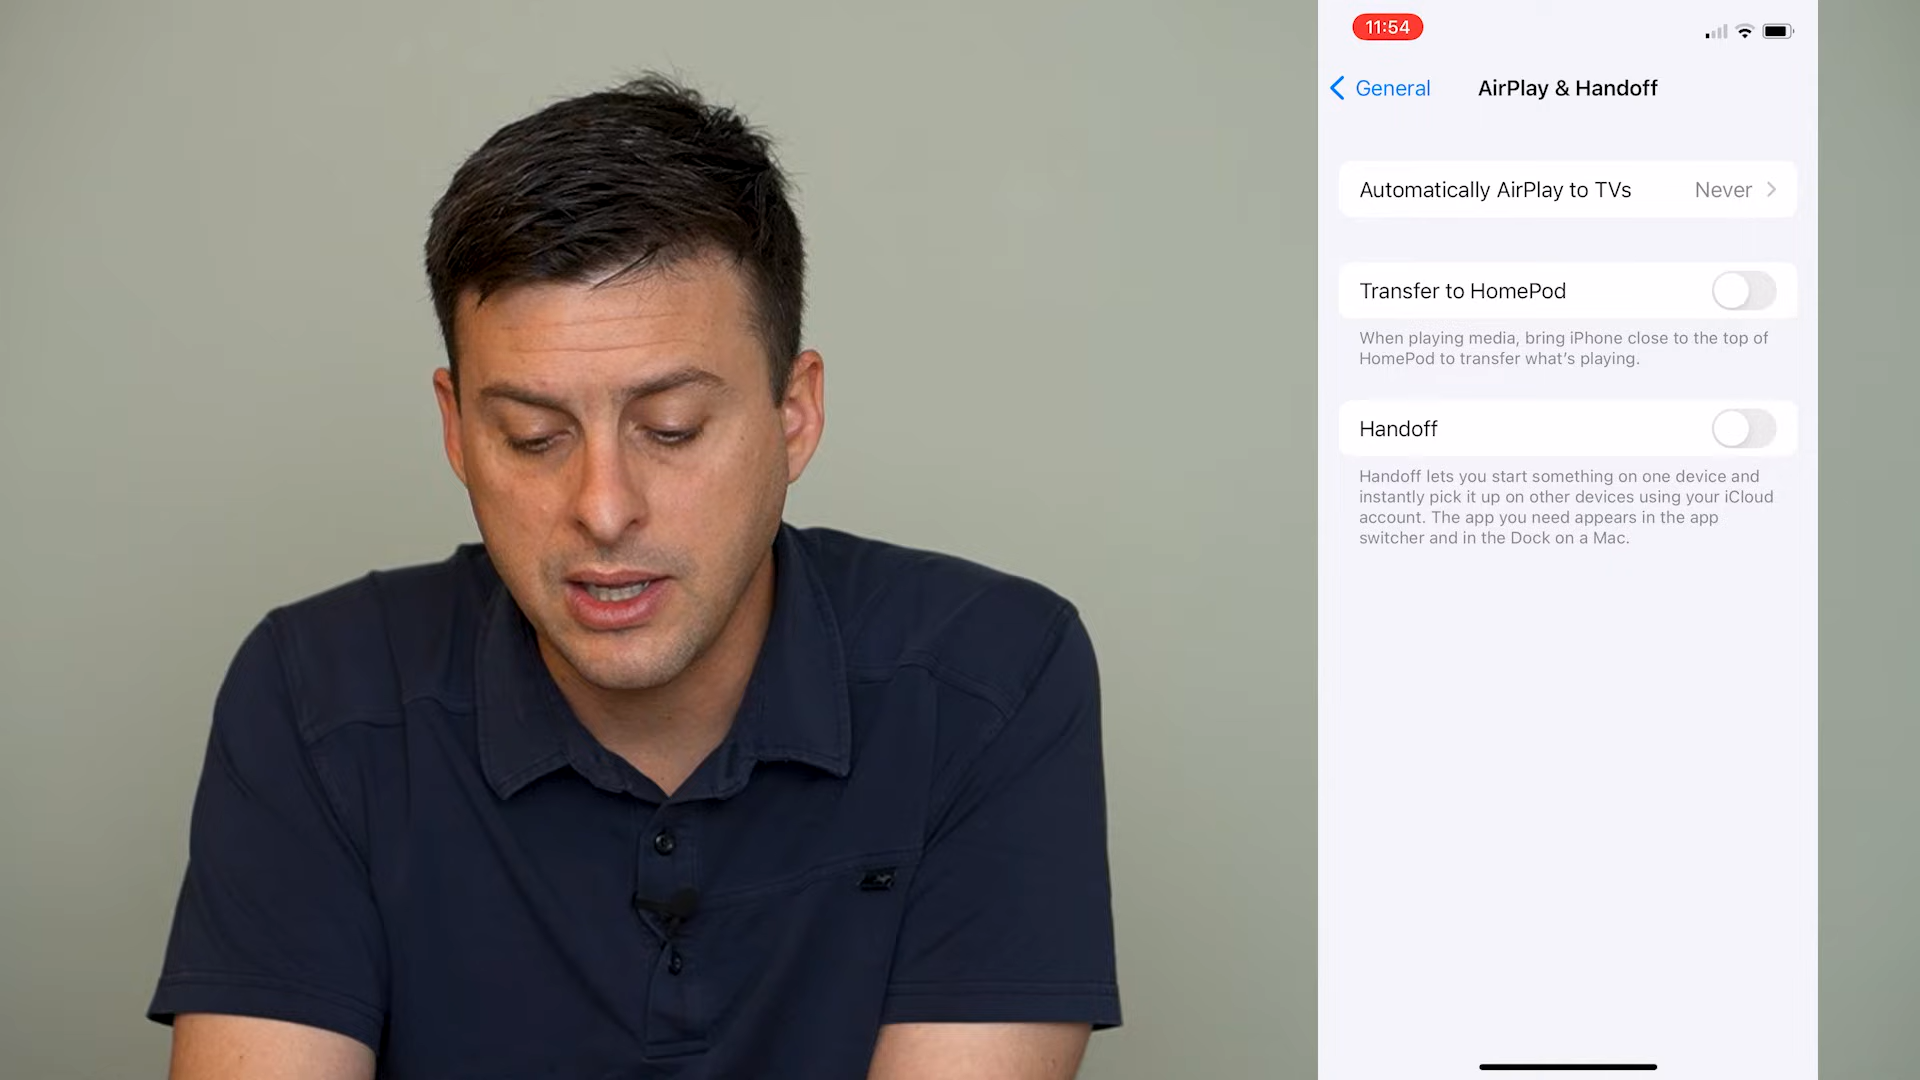 11:54
General
AirPlay & Handoff
Automatically AirPlay to TVs Never
Transfer to HomePod
When playing media, bring iPhone close to the top of
HomePod to transfer what’s playing.
Handoff
Handoff lets you start something on one device and
instantly pick it up on other devices using your iCloud
account. The app you need appears in the app
switcher and in the Dock on a Mac.